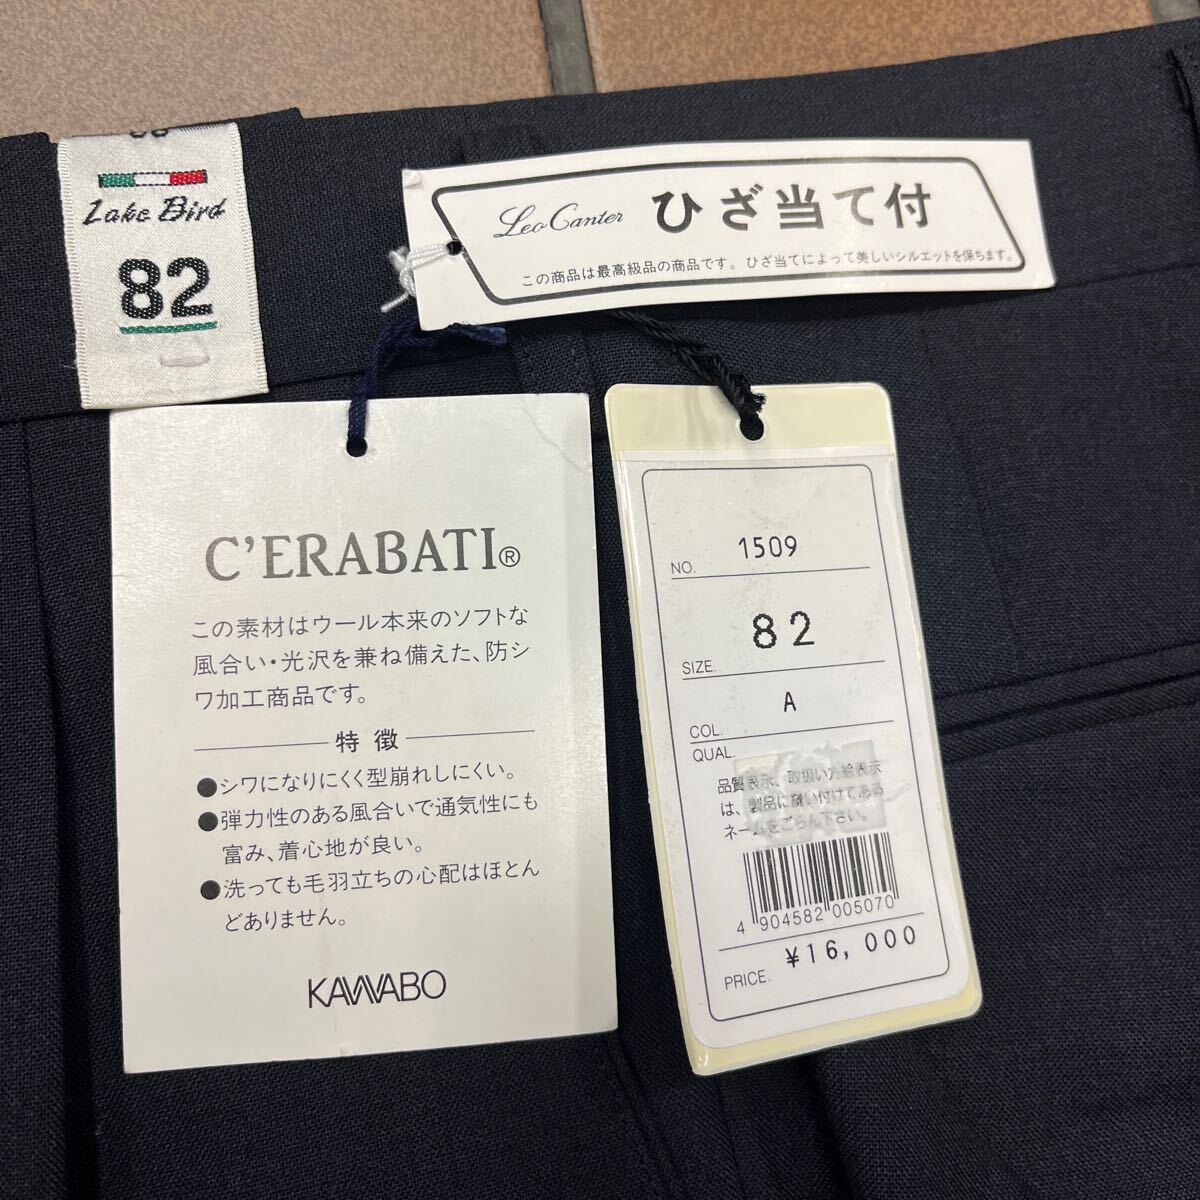 Lake Bird
82
Leo Canter ひざ当て付
この商品は最高級品の商品です。ひざ当てによって美しいシルエットを保ちます。
C'ERABATI®
この素材はウール本来のソフトな
風合い・光沢を兼ね備えた、防シ
ワ加工商品です。
特徴
●シワになりにくく型崩れしにくい。
●弾力性のある風合いで通気性にも
富み、着心地が良い。
●洗っても毛羽立ちの心配はほとん
どありません。
KAWABO
NO. 1509
SIZE. 82
COL. A
QUAL.
品質表示、取扱い方絵表示
は、製品に縫い付けてある
ネームをごらん下さい。
4 904582 005070
PRICE. ¥16,000